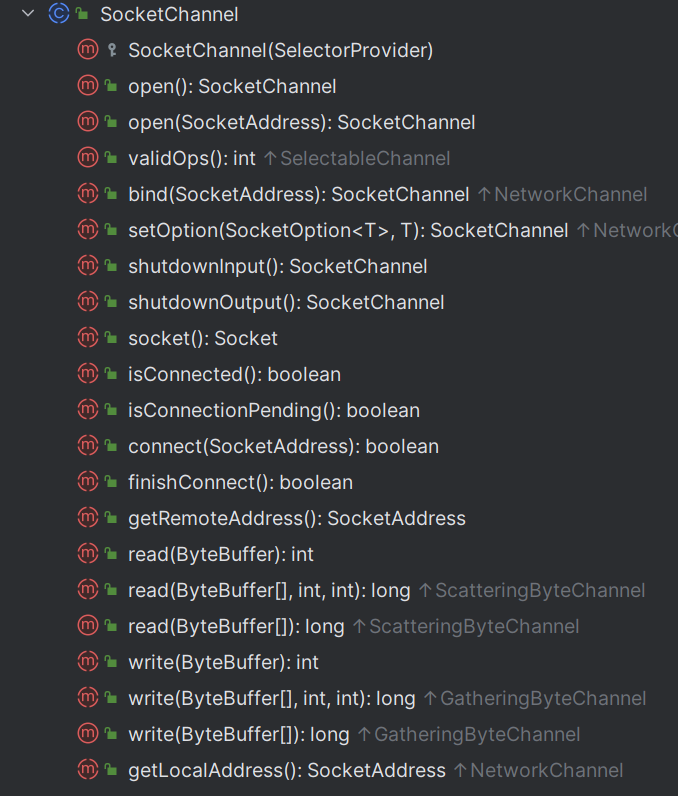 SocketChannel
SocketChannel(SelectorProvider)
open(): SocketChannel
open(SocketAddress): SocketChannel
validOps(): int ↑SelectableChannel
bind(SocketAddress): SocketChannel ↑NetworkChannel
setOption(SocketOption<T>, T): SocketChannel ↑NetworkC
shutdownInput(): SocketChannel
shutdownOutput(): SocketChannel
socket(): Socket
isConnected(): boolean
isConnectionPending(): boolean
connect(SocketAddress): boolean
finishConnect(): boolean
getRemoteAddress(): SocketAddress
read(ByteBuffer): int
read(ByteBuffer[], int, int): long ↑ScatteringByteChannel
read(ByteBuffer[]): long ↑ScatteringByteChannel
write(ByteBuffer): int
write(ByteBuffer[], int, int): long ↑GatheringByteChannel
write(ByteBuffer[]): long ↑GatheringByteChannel
getLocalAddress(): SocketAddress ↑NetworkChannel